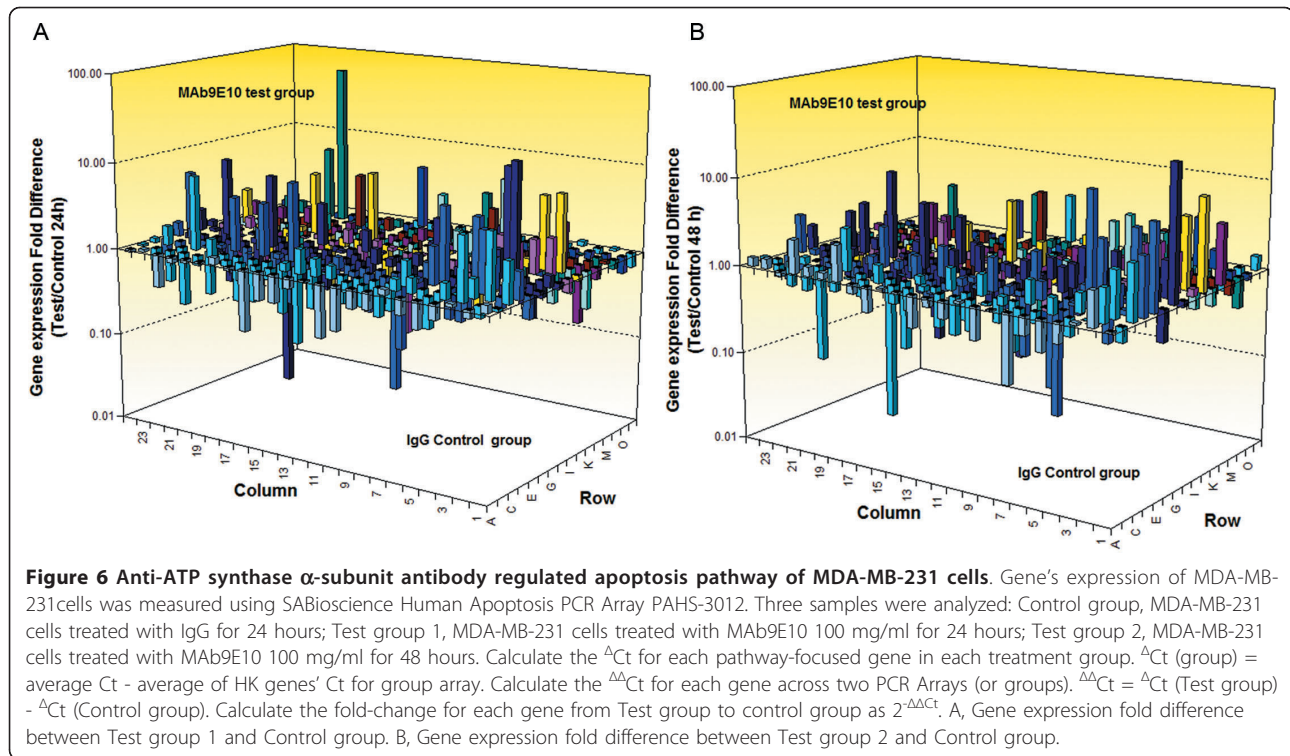 A
Gene expression Fold Difference
(Test/Control 24h)
100.00
10.00
1.00
0.10
0.01
MAb9E10 test group
IgG Control group
23
21
19
17
15
13
11
9
7
5
3
1
Column
A
C
E
G
I
K
M
O
Row
B
Gene expression Fold Difference
(Test/Control 48 h)
100.00
10.00
1.00
0.10
0.01
MAb9E10 test group
IgG Control group
23
21
19
17
15
13
11
9
7
5
3
1
Column
A
C
E
G
I
K
M
O
Row
Figure 6 Anti-ATP synthase α-subunit antibody regulated apoptosis pathway of MDA-MB-231 cells. Gene's expression of MDA-MB-
231cells was measured using SABioscience Human Apoptosis PCR Array PAHS-3012. Three samples were analyzed: Control group, MDA-MB-231
cells treated with IgG for 24 hours; Test group 1, MDA-MB-231 cells treated with MAb9E10 100 mg/ml for 24 hours; Test group 2, MDA-MB-231
cells treated with MAb9E10 100 mg/ml for 48 hours. Calculate the ΔCt for each pathway-focused gene in each treatment group. ΔCt (group) =
average Ct - average of HK genes' Ct for group array. Calculate the ΔΔCt for each gene across two PCR Arrays (or groups). ΔΔCt = ΔCt (Test group)
- ΔCt (Control group). Calculate the fold-change for each gene from Test group to control group as 2-ΔΔCt. A, Gene expression fold difference
between Test group 1 and Control group. B, Gene expression fold difference between Test group 2 and Control group.